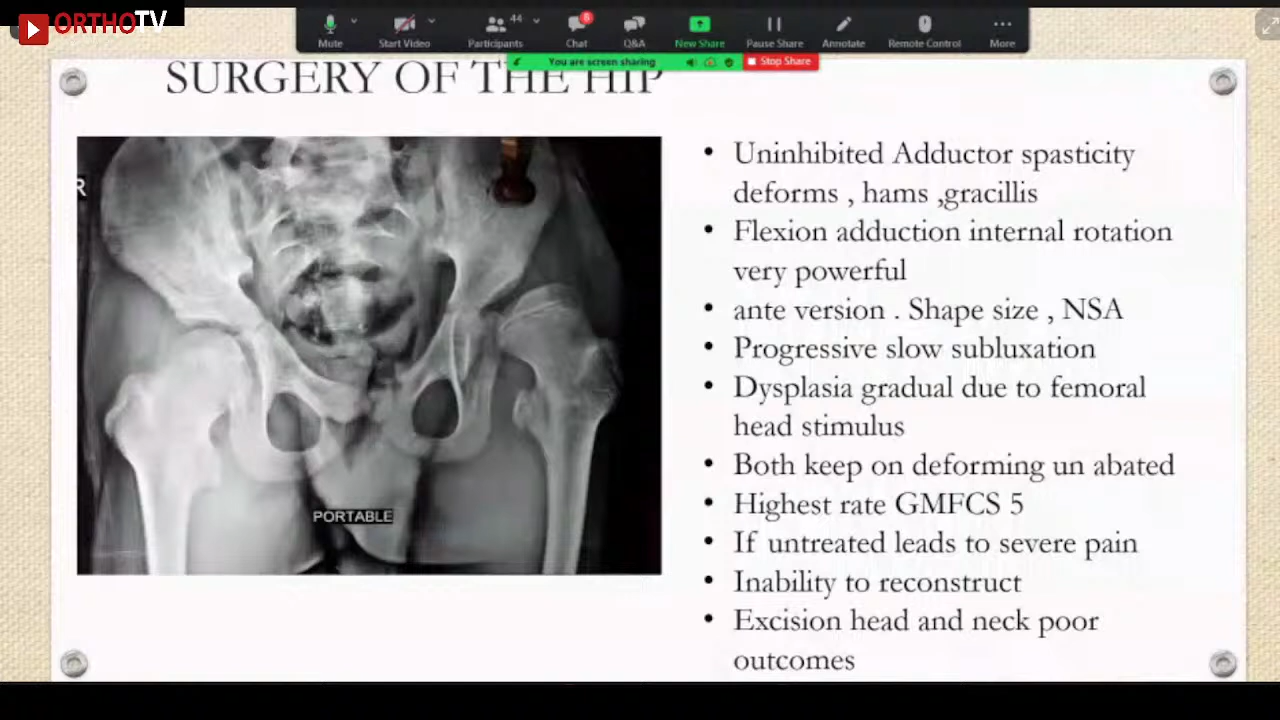 ORTHOTV
Mute
Start Video
Participants
44
Chat
Q&A
New Share
Pause Share
Annotate
Remote Control
More
You are screen sharing
Stop Share
SURGERY OF THE HIP
R
PORTABLE
• Uninhibited Adductor spasticity
deforms , hams ,gracillis
• Flexion adduction internal rotation
very powerful
• ante version . Shape size , NSA
• Progressive slow subluxation
• Dysplasia gradual due to femoral
head stimulus
• Both keep on deforming un abated
• Highest rate GMFCS 5
• If untreated leads to severe pain
• Inability to reconstruct
• Excision head and neck poor
outcomes